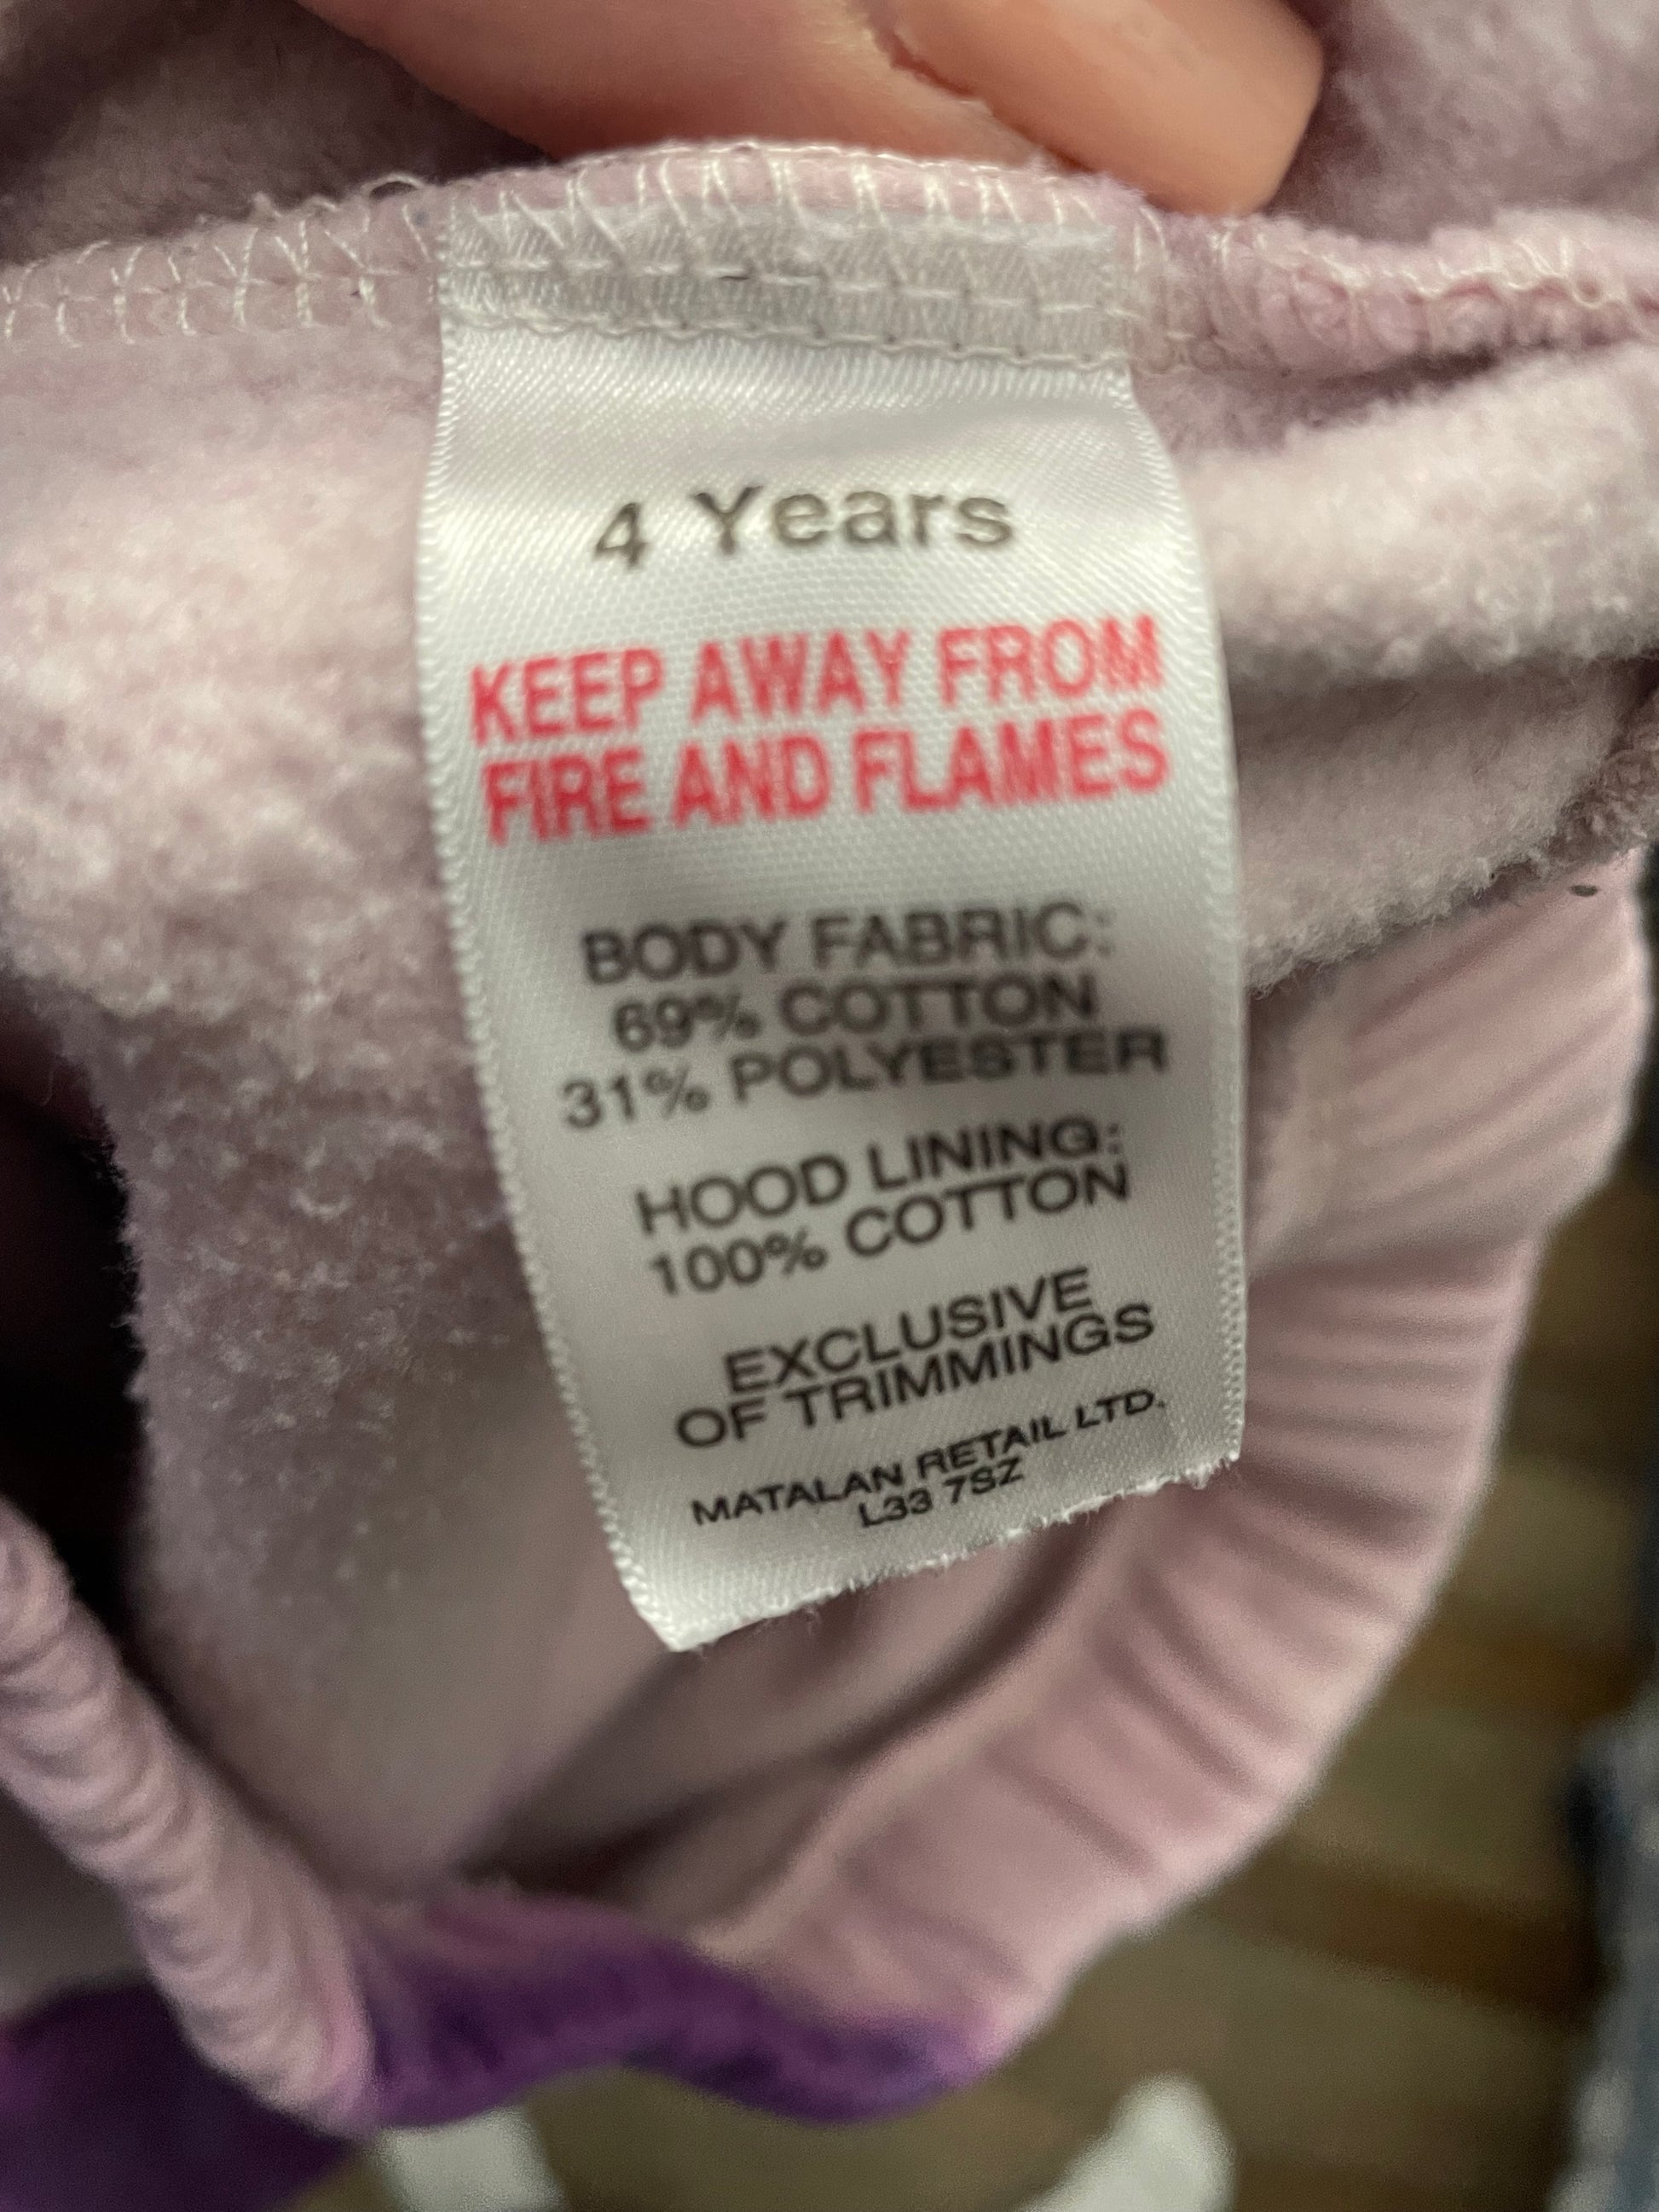 4 Years
KEEP AWAY FROM
FIRE AND FLAMES
BODY FABRIC:
69% COTTON
31% POLYESTER
HOOD LINING:
100% COTTON
EXCLUSIVE
OF TRIMMINGS
MATALAN RETAIL LTD.
L33 7SZ